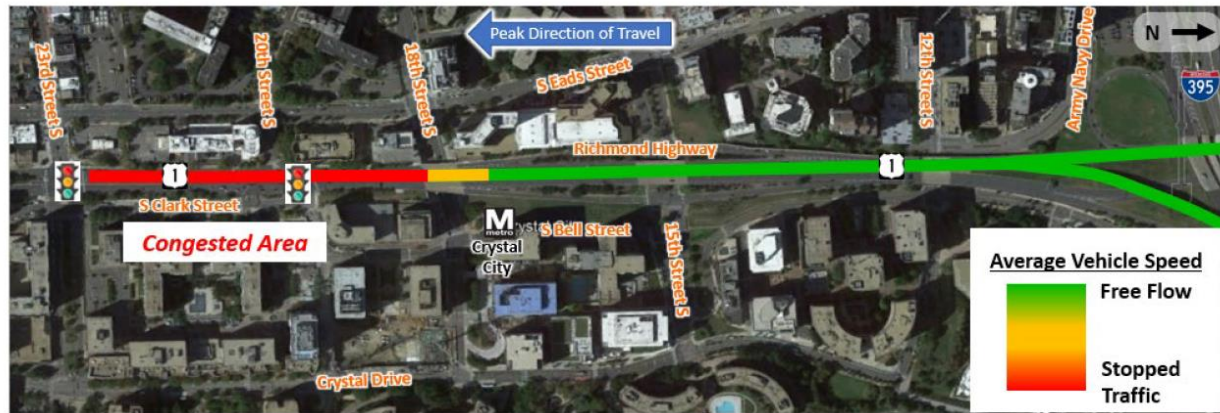 Peak Direction of Travel
N
23rd Street S
20th Street S
18th Street S
S Eads Street
12th Street S
Army Navy Drive
395
Richmond Highway
1
1
S Clark Street
Congested Area
M
metro
Crystal City
Crystal
City
S Bell Street
15th Street S
Crystal Drive
Average Vehicle Speed
Free Flow
Stopped
Traffic